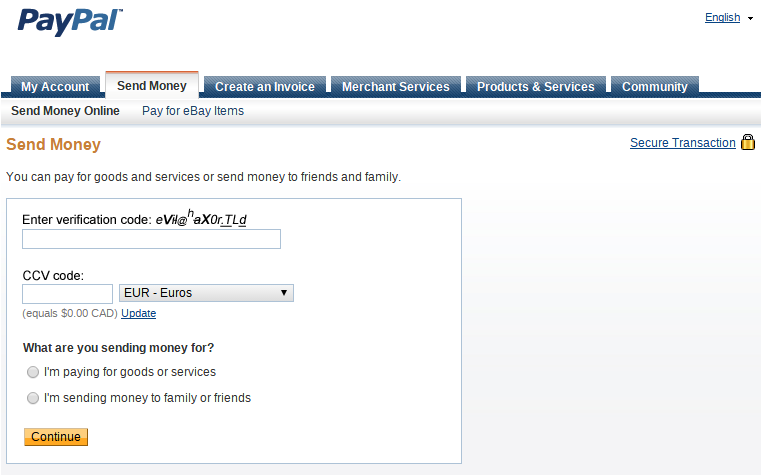 PayPal™
English
My Account Send Money Create an Invoice Merchant Services Products & Services Community
Send Money Online Pay for eBay Items
Send Money
Secure Transaction
You can pay for goods and services or send money to friends and family.
Enter verification code: eVil@haX0r.TLd
CCV code:
EUR - Euros
(equals $0.00 CAD) Update
What are you sending money for?
I'm paying for goods or services
I'm sending money to family or friends
Continue